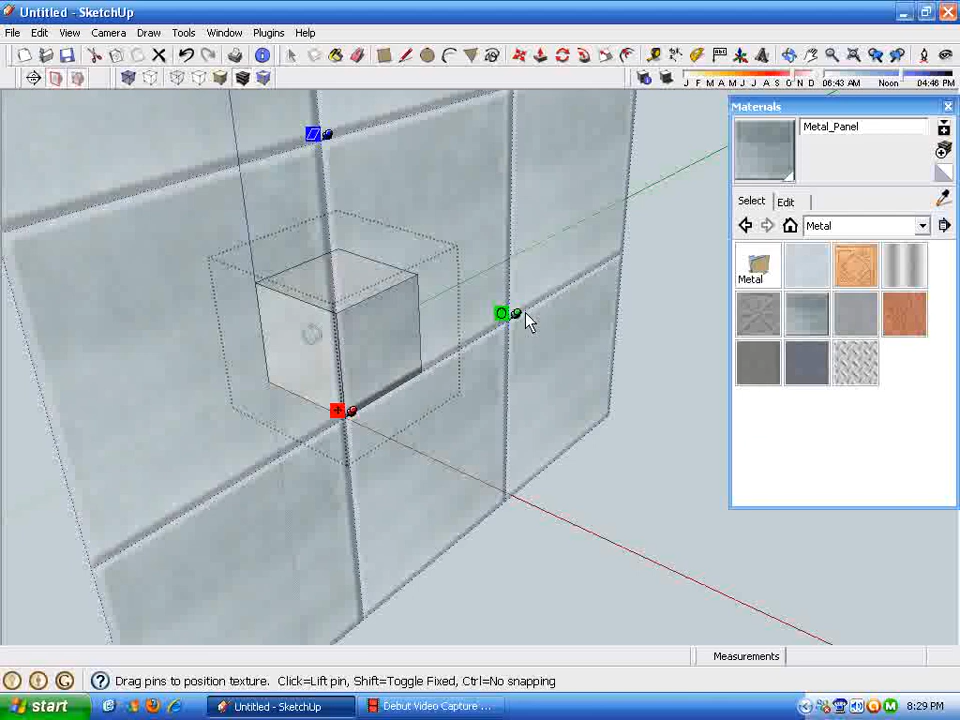 Untitled - SketchUp
File Edit View Camera Draw Tools Window Plugins Help
J F M A M J J A S O N D 06:43 AM Noon 04:46 PM
Materials
Metal_Panel
Select Edit
Metal
Metal
Measurements
Drag pins to position texture. Click=Lift pin, Shift=Toggle Fixed, Ctrl=No snapping
start Untitled - SketchUp Debut Video Capture ... 8:29 PM